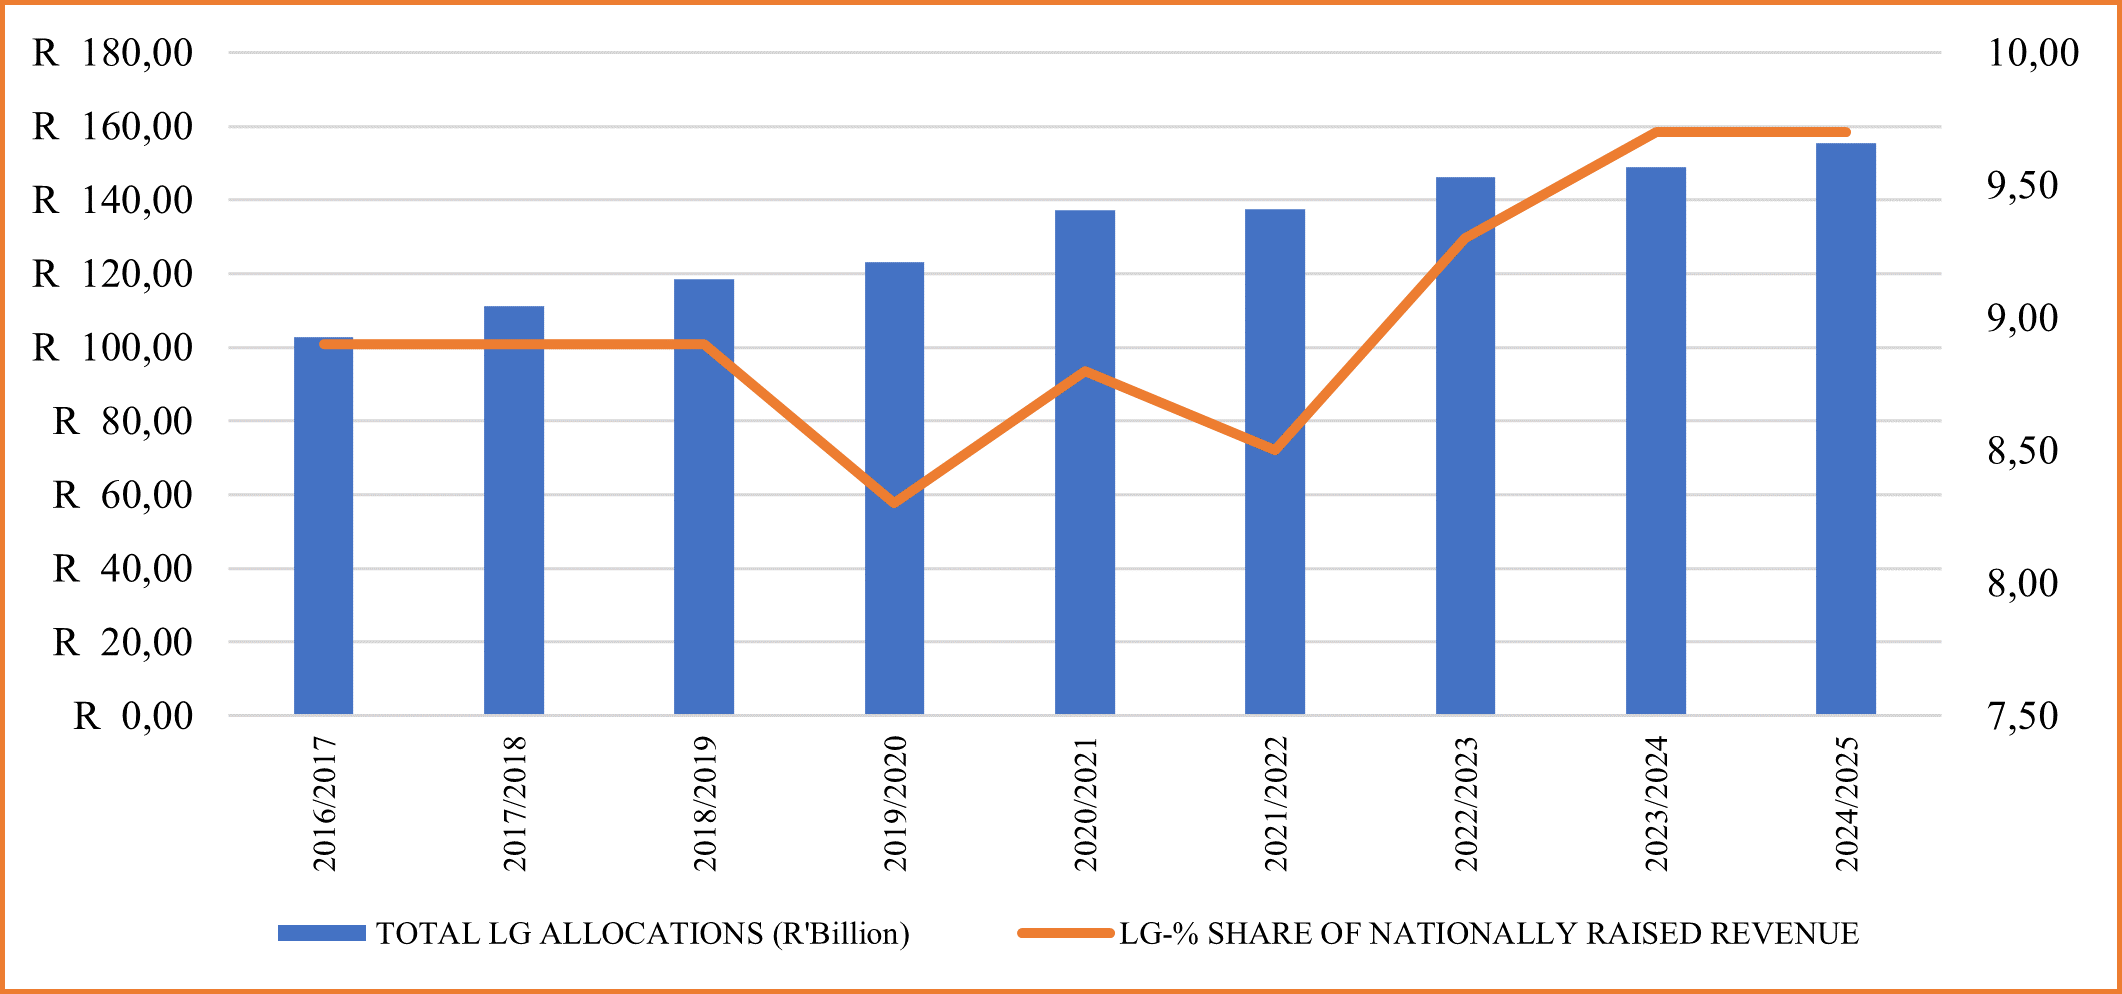 R 180,00
R 160,00
R 140,00
R 120,00
R 100,00
R 80,00
R 60,00
R 40,00
R 20,00
R 0,00
10,00
9,50
9,00
8,50
8,00
7,50
2016/2017
2017/2018
2018/2019
2019/2020
2020/2021
2021/2022
2022/2023
2023/2024
2024/2025
TOTAL LG ALLOCATIONS (R'Billion)
LG-% SHARE OF NATIONALLY RAISED REVENUE